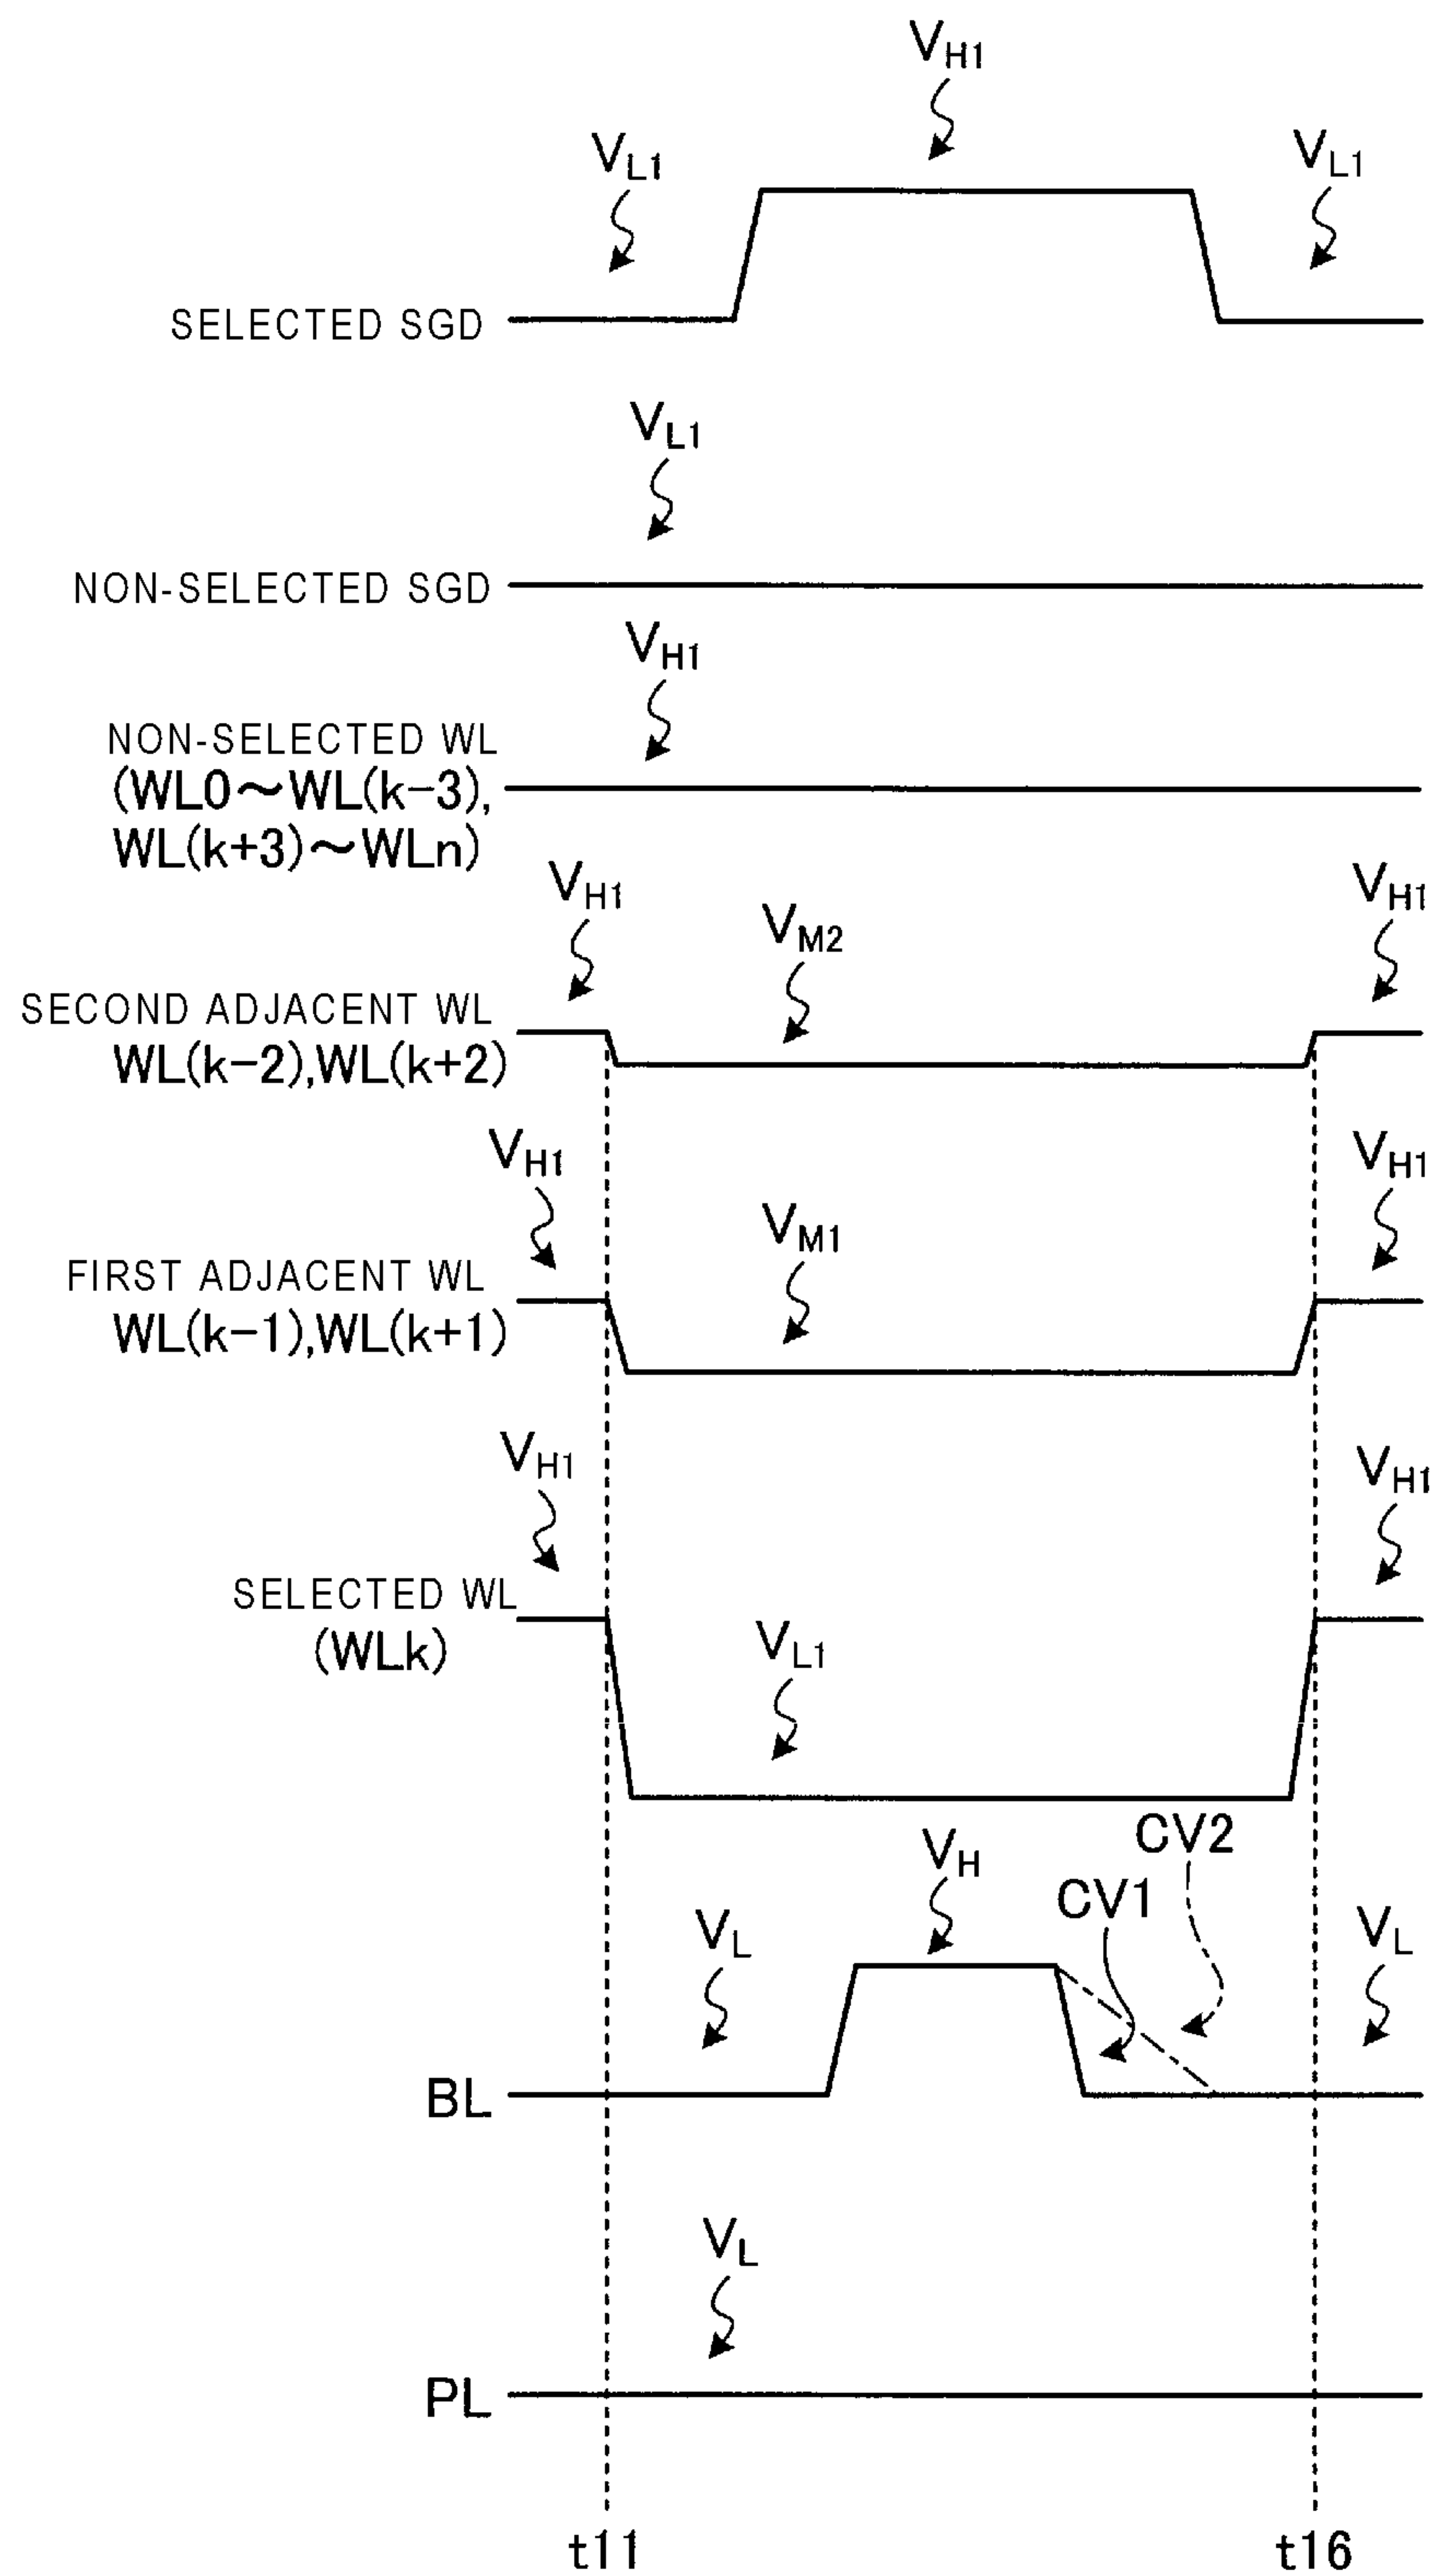 VH1
VL1
VL1
SELECTED SGD
VL1
NON-SELECTED SGD
VH1
NON-SELECTED WL
(WL0～WL(k-3),
WL(k+3)～WLn)
VH1
VM2
VH1
SECOND ADJACENT WL
WL(k-2),WL(k+2)
VH1
VM1
VH1
FIRST ADJACENT WL
WL(k-1),WL(k+1)
VH1
VH1
SELECTED WL
(WLk)
VL1
VH
CV2
CV1
VL
VL
BL
VL
PL
t11
t16